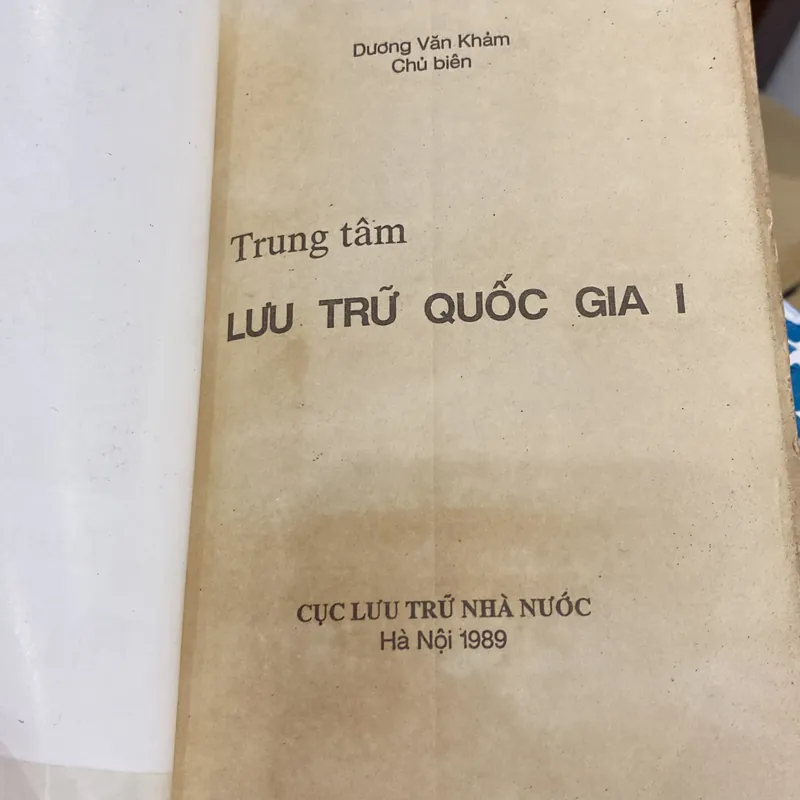 Dương Văn Khảm
Chủ biên
Trung tâm
LƯU TRỮ QUỐC GIA I
CỤC LƯU TRỮ NHÀ NƯỚC
Hà Nội 1989